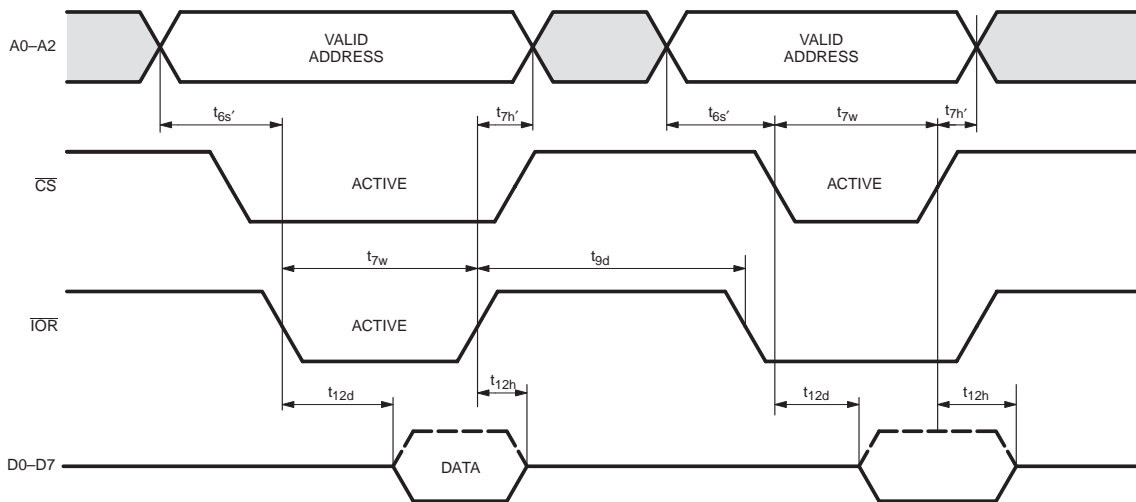 A0–A2
VALID
ADDRESS
VALID
ADDRESS
t6s′
t7h′
t6s′
t7w
t7h′
CS
ACTIVE
ACTIVE
t7w
t9d
IOR
ACTIVE
t12d
t12h
t12d
t12h
D0–D7
DATA